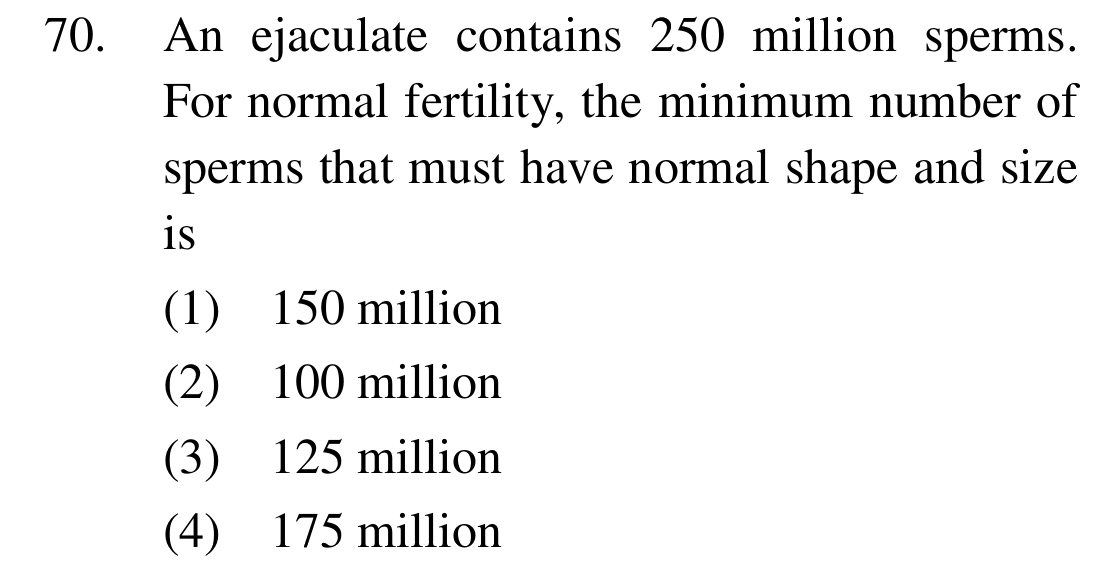 70. An ejaculate contains 250 million sperms.
For normal fertility, the minimum number of
sperms that must have normal shape and size
is
(1) 150 million
(2) 100 million
(3) 125 million
(4) 175 million